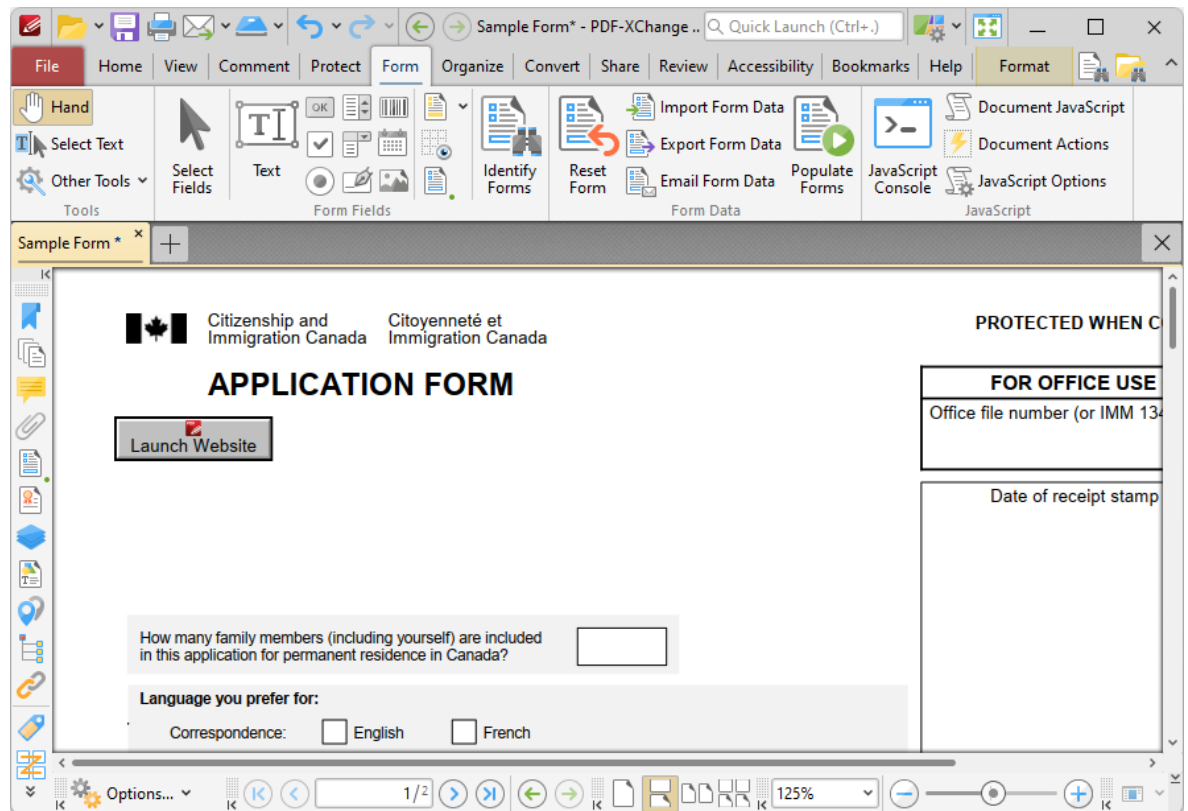 Sample Form* - PDF-XChange ..
Quick Launch (Ctrl+.)
File Home View Comment Protect Form Organize Convert Share Review Accessibility Bookmarks Help Format
Hand
Select Text
Other Tools
Tools
Select Fields
Text
OK
Identify Forms
Form Fields
Reset Form
Import Form Data
Export Form Data
Email Form Data
Populate Forms
Form Data
JavaScript Console
Document JavaScript
Document Actions
JavaScript Options
JavaScript
Sample Form *
Citizenship and Immigration Canada
Citoyenneté et Immigration Canada
PROTECTED WHEN C
APPLICATION FORM
FOR OFFICE USE
Office file number (or IMM 134
Launch Website
Date of receipt stamp
How many family members (including yourself) are included
in this application for permanent residence in Canada?
Language you prefer for:
Correspondence: English French
Options... 1/2 125%